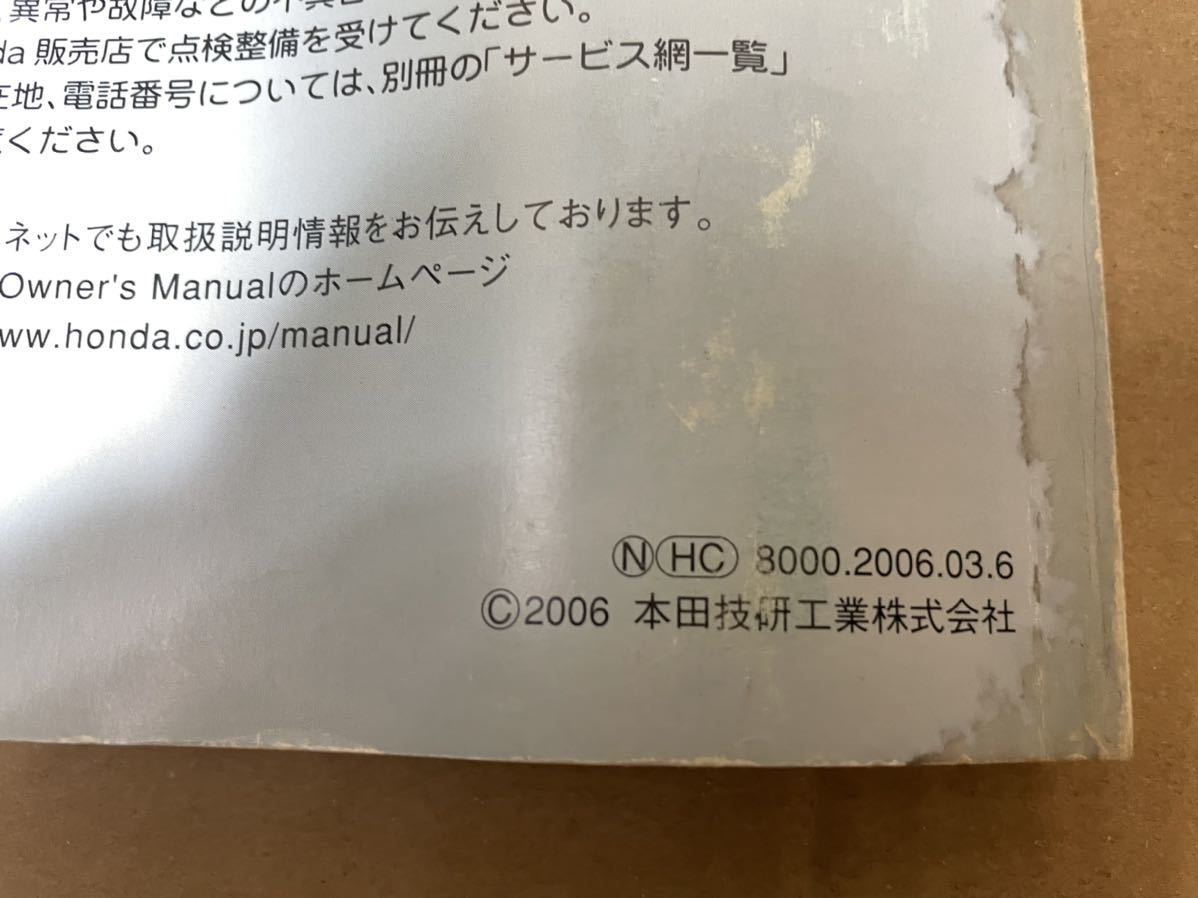 異常や故障などの不具合
da 販売店で点検整備を受けてください。
在地、電話番号については、別冊の「サービス網一覧」
ください。
ネットでも取扱説明情報をお伝えしております。
Owner's Manualのホームページ
ww.honda.co.jp/manual/
Ⓝ HC 8000.2006.03.6
©2006 本田技研工業株式会社